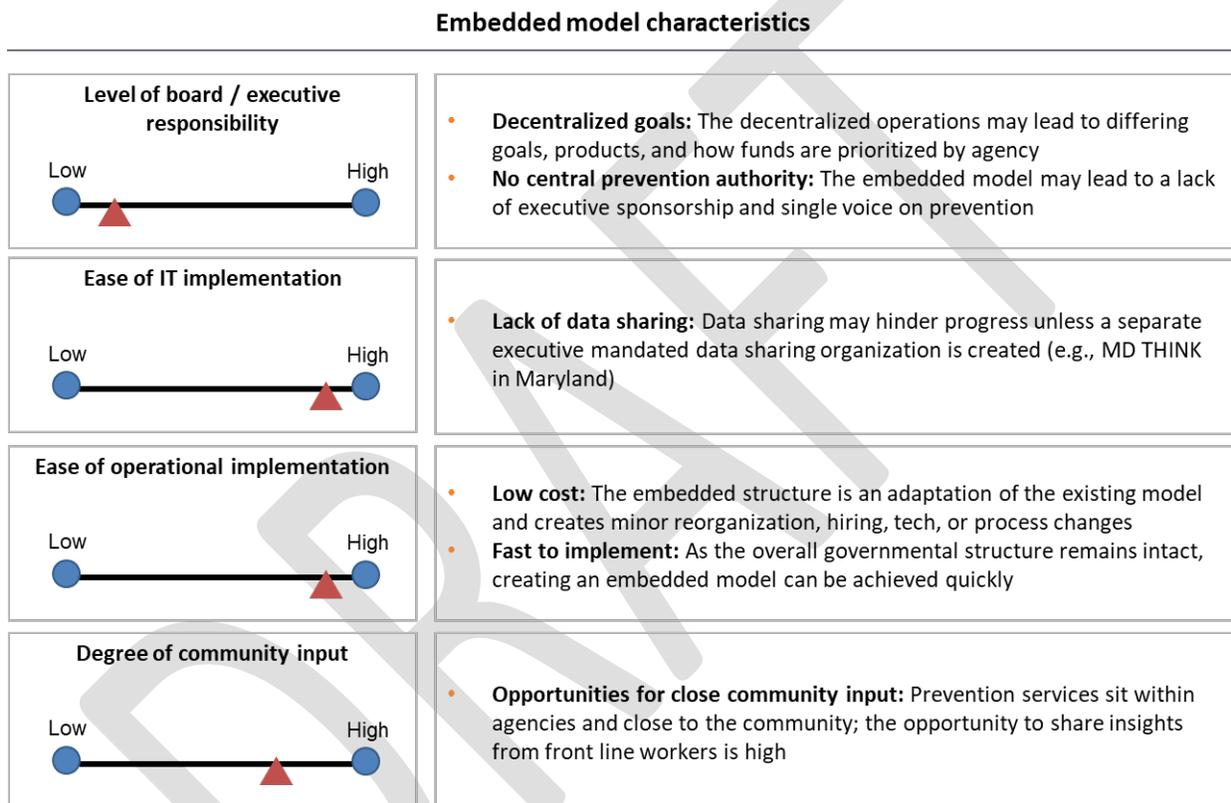 Embedded model characteristics
Level of board / executive
responsibility
Low
High
• Decentralized goals: The decentralized operations may lead to differing
goals, products, and how funds are prioritized by agency
• No central prevention authority: The embedded model may lead to a lack
of executive sponsorship and single voice on prevention
Ease of IT implementation
Low
High
• Lack of data sharing: Data sharing may hinder progress unless a separate
executive mandated data sharing organization is created (e.g., MD THINK
in Maryland)
Ease of operational implementation
Low
High
• Low cost: The embedded structure is an adaptation of the existing model
and creates minor reorganization, hiring, tech, or process changes
• Fast to implement: As the overall governmental structure remains intact,
creating an embedded model can be achieved quickly
Degree of community input
Low
High
• Opportunities for close community input: Prevention services sit within
agencies and close to the community; the opportunity to share insights
from front line workers is high
DRAFT